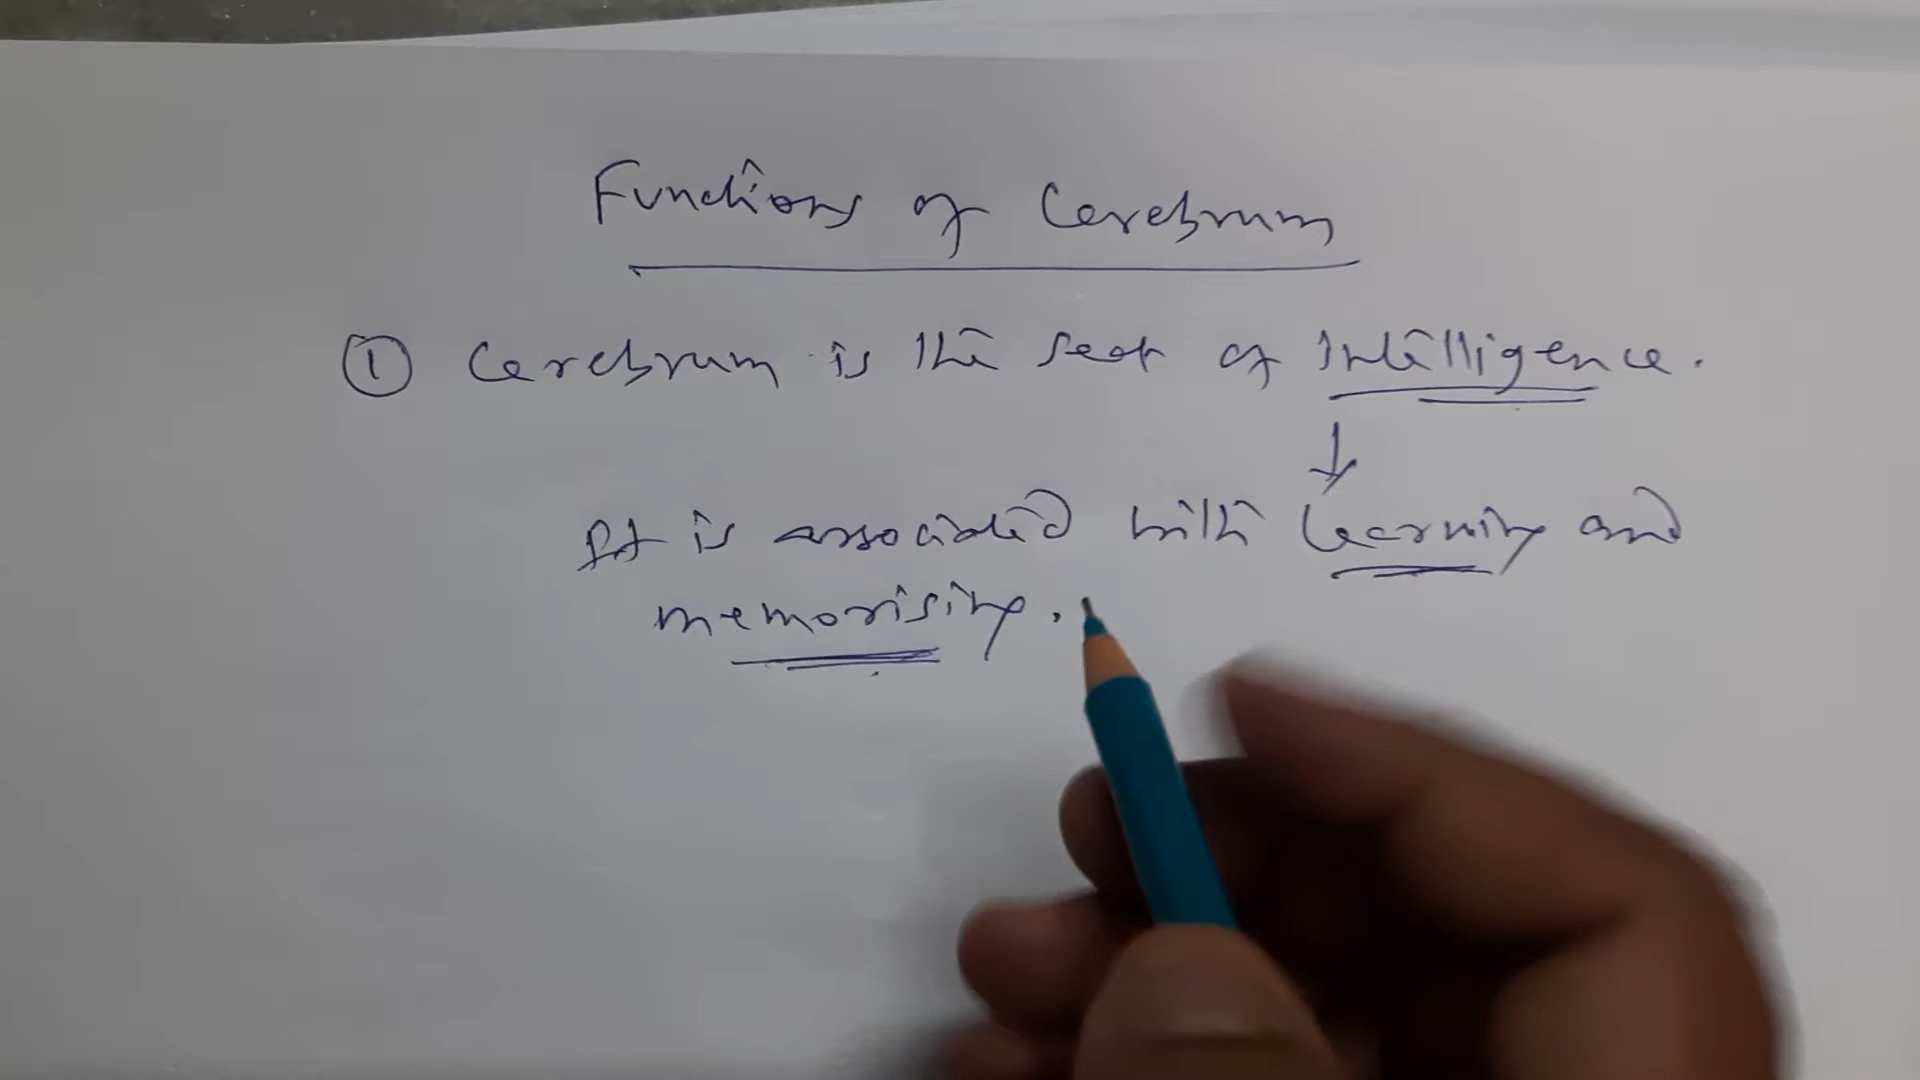 Functions of Cerebrum
① Cerebrum is the seat of Intelligence.
It is associated with learning and
memorising.